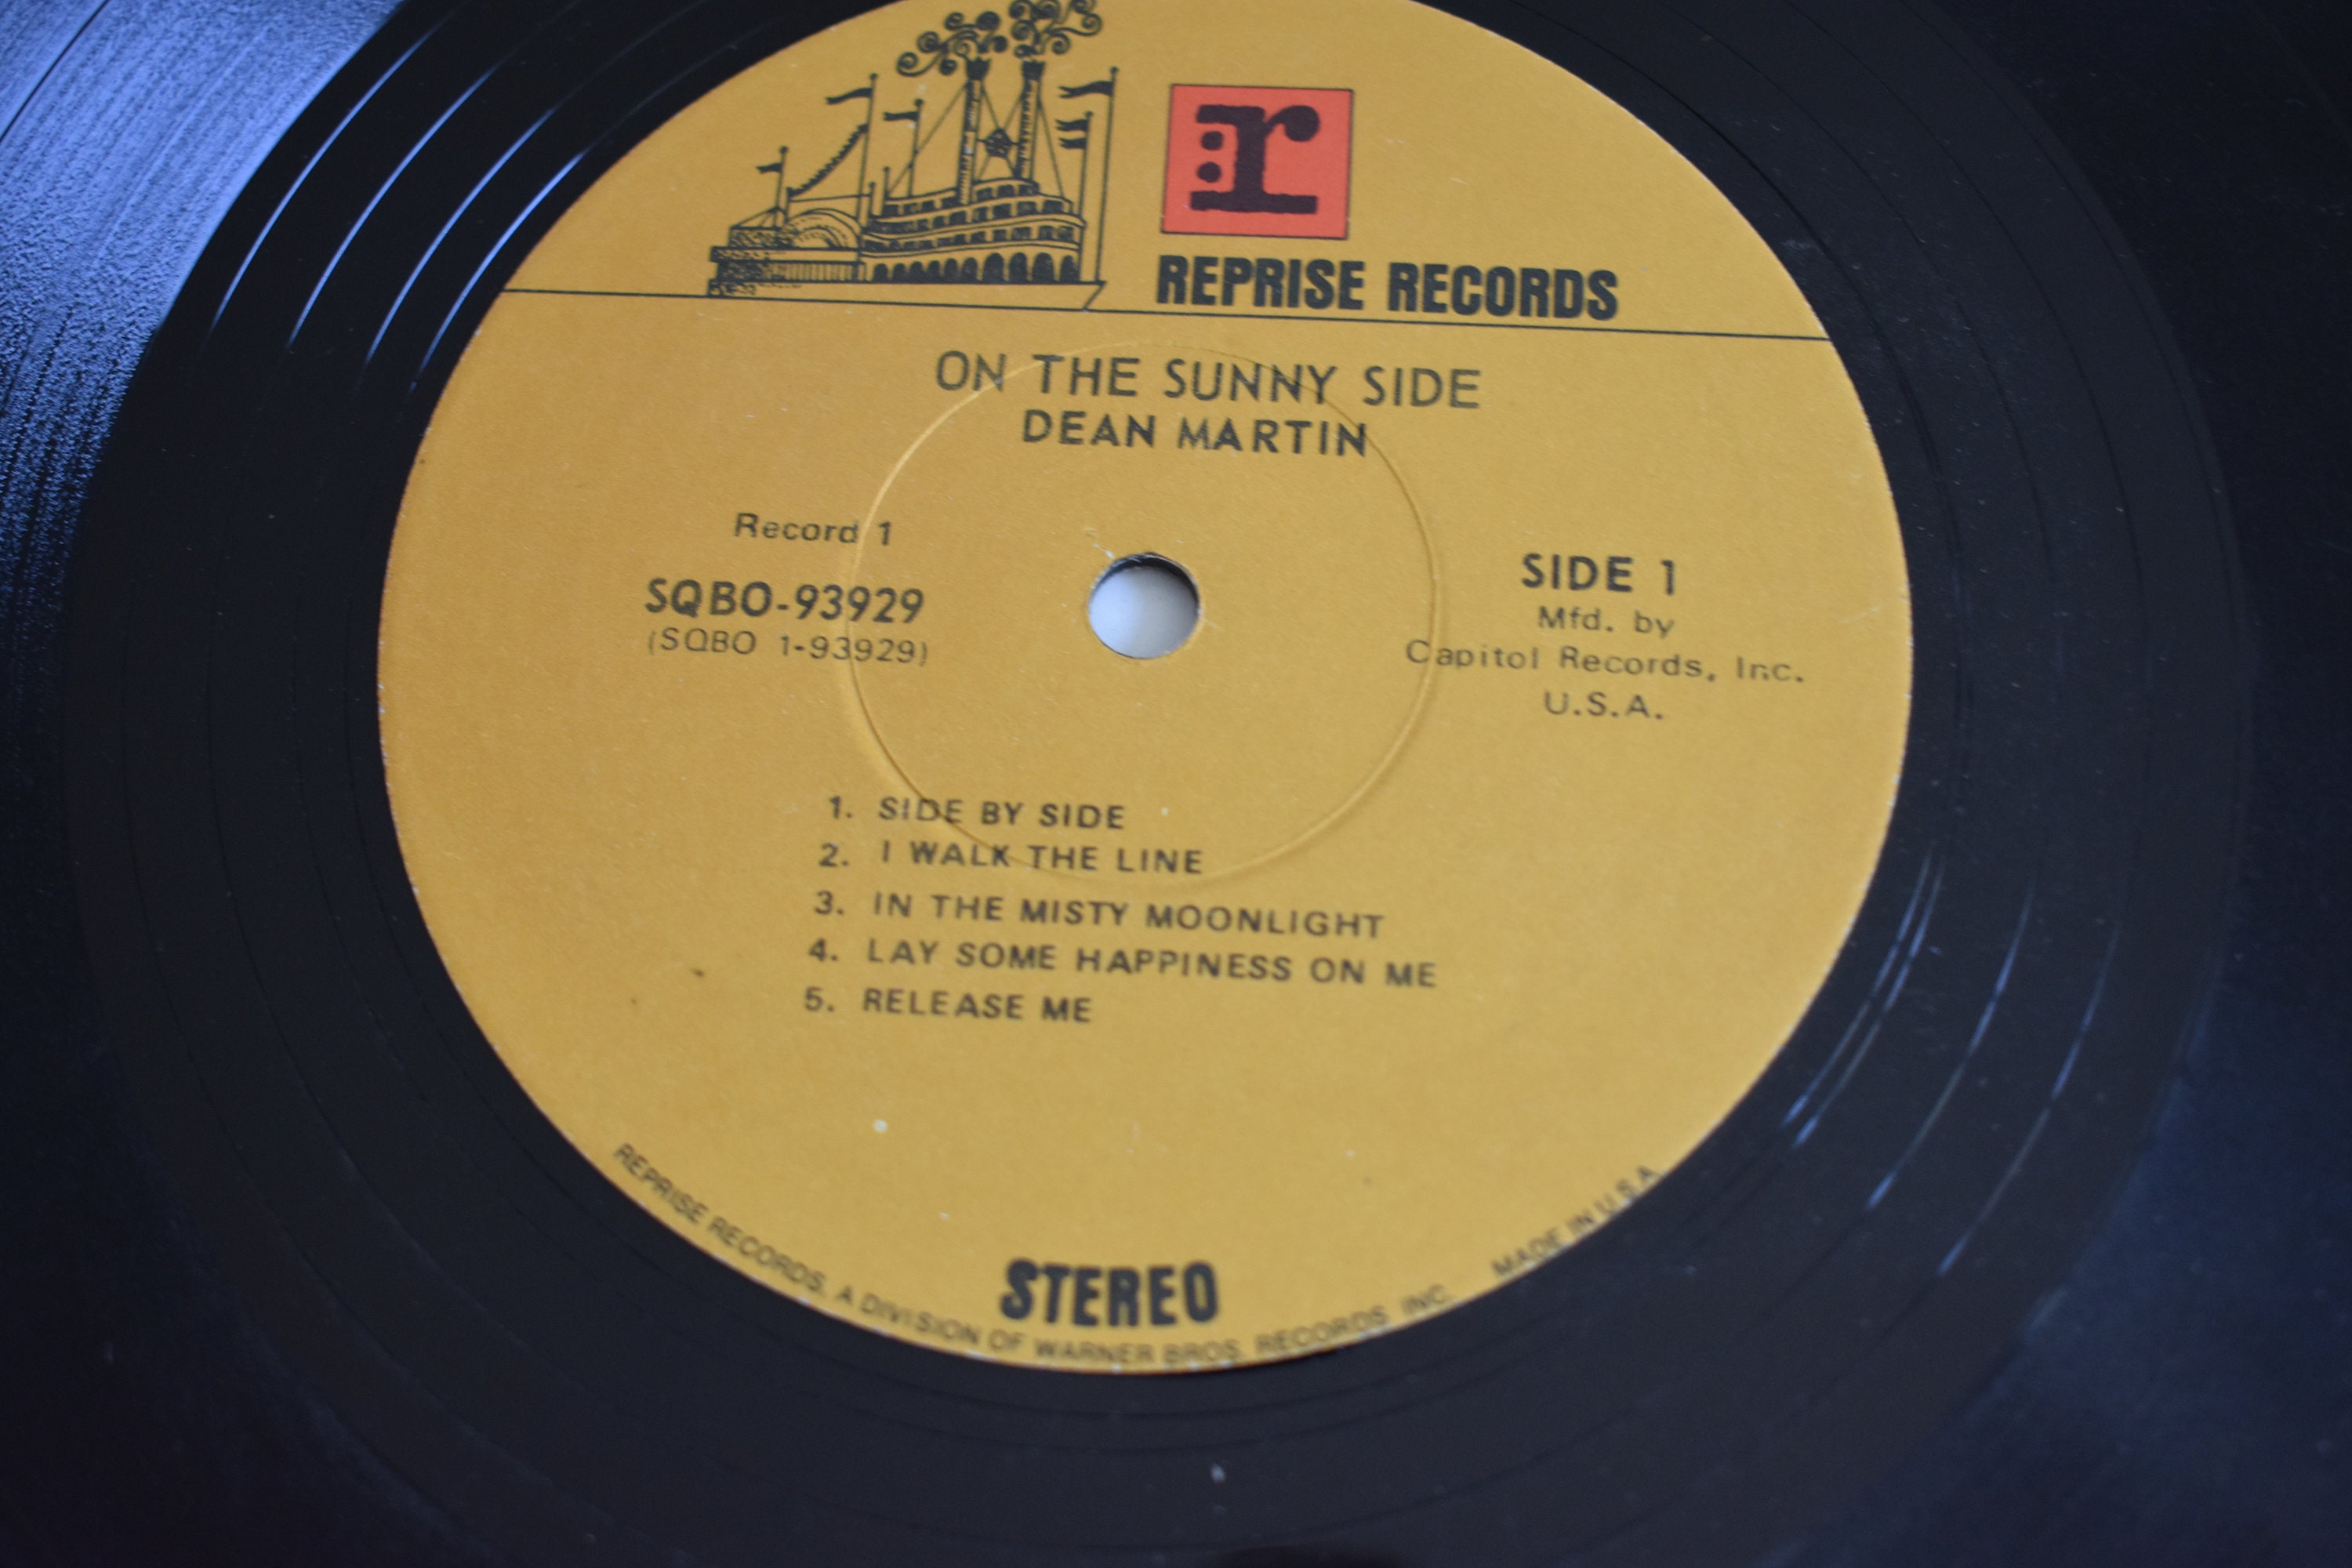 r:
REPRISE RECORDS
ON THE SUNNY SIDE
DEAN MARTIN
Record 1
SQBO-93929
(SQBO 1-93929)
SIDE 1
Mfd. by
Capitol Records, Inc.
U.S.A.
1. SIDE BY SIDE
2. I WALK THE LINE
3. IN THE MISTY MOONLIGHT
4. LAY SOME HAPPINESS ON ME
5. RELEASE ME
STEREO
REPRISE RECORDS, A DIVISION OF WARNER BROS. RECORDS INC. MADE IN U.S.A.